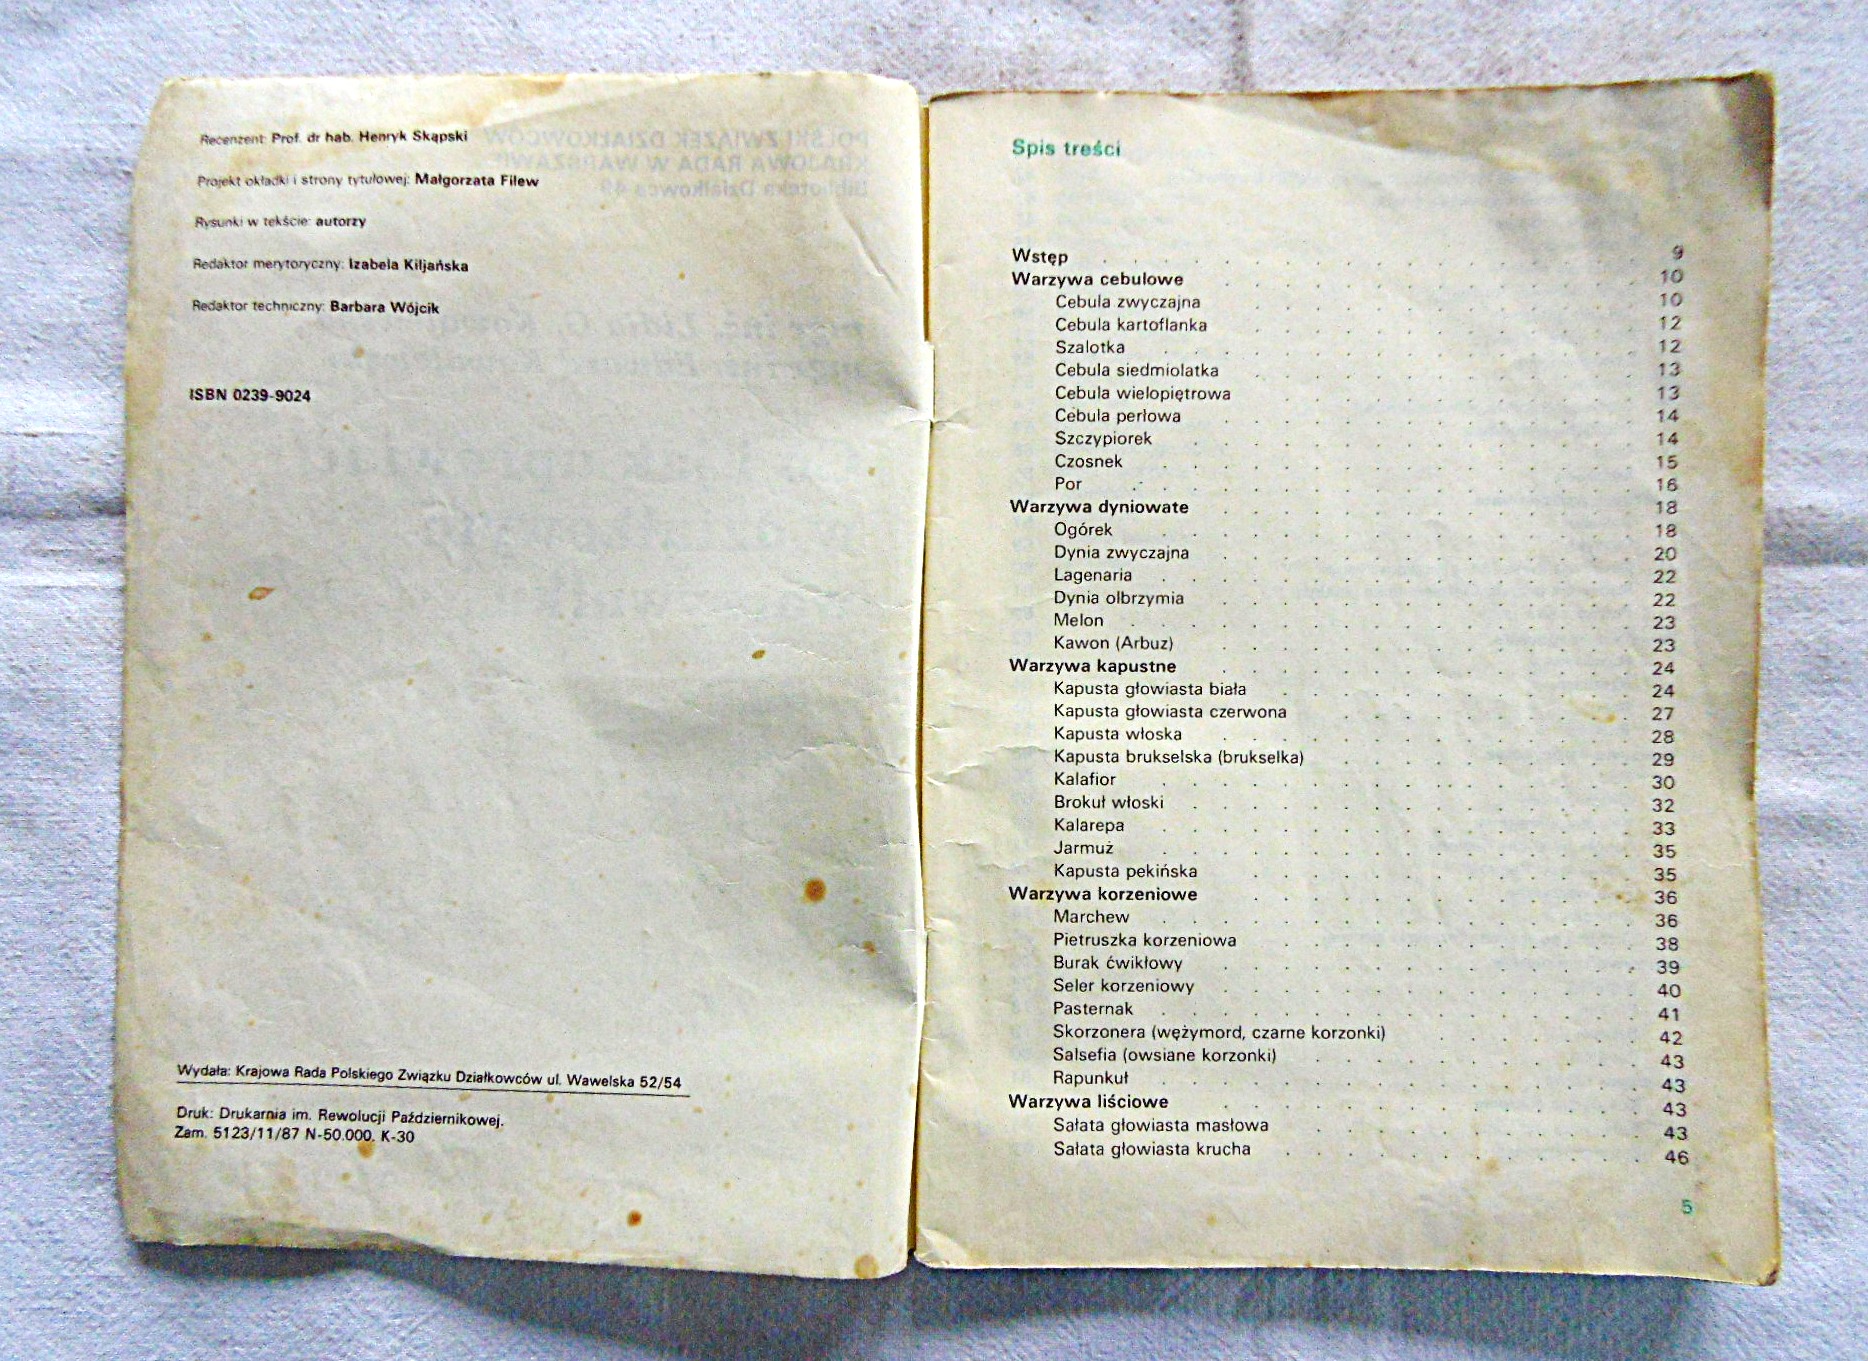 Recenzent: Prof. dr hab. Henryk Skąpski
Projekt okładki i strony tytułowej: Małgorzata Filew
Rysunki w tekście: autorzy
Redaktor merytoryczny: Izabela Kiljańska
Redaktor techniczny: Barbara Wójcik
ISBN 0239-9024
Wydała: Krajowa Rada Polskiego Związku Działkowców ul. Wawelska 52/54
Druk: Drukarnia im. Rewolucji Październikowej.
Zam. 5123/11/87 N-50.000. K-30
Spis treści
Wstęp . . . . . . . . . . . . . . . . . . 9
Warzywa cebulowe . . . . . . . . . . . . . . 10
Cebula zwyczajna . . . . . . . . . . . . . 10
Cebula kartoflanka . . . . . . . . . . . . . 12
Szalotka . . . . . . . . . . . . . . . . 12
Cebula siedmiolatka . . . . . . . . . . . . . 13
Cebula wielopiętrowa . . . . . . . . . . . . 13
Cebula perłowa . . . . . . . . . . . . . . 14
Szczypiorek . . . . . . . . . . . . . . . 14
Czosnek . . . . . . . . . . . . . . . . 15
Por . . . . . . . . . . . . . . . . . 16
Warzywa dyniowate . . . . . . . . . . . . . . 18
Ogórek . . . . . . . . . . . . . . . . 18
Dynia zwyczajna . . . . . . . . . . . . . . 20
Lagenaria . . . . . . . . . . . . . . . . 22
Dynia olbrzymia . . . . . . . . . . . . . . 22
Melon . . . . . . . . . . . . . . . . . 23
Kawon (Arbuz) . . . . . . . . . . . . . . 23
Warzywa kapustne . . . . . . . . . . . . . . 24
Kapusta głowiasta biała . . . . . . . . . . . . 24
Kapusta głowiasta czerwona . . . . . . . . . . 27
Kapusta włoska . . . . . . . . . . . . . . 28
Kapusta brukselska (brukselka) . . . . . . . . . . 29
Kalafior . . . . . . . . . . . . . . . . 30
Brokuł włoski . . . . . . . . . . . . . . . 32
Kalarepa . . . . . . . . . . . . . . . . 33
Jarmuż . . . . . . . . . . . . . . . . 35
Kapusta pekińska . . . . . . . . . . . . . 35
Warzywa korzeniowe . . . . . . . . . . . . . 36
Marchew . . . . . . . . . . . . . . . . 36
Pietruszka korzeniowa . . . . . . . . . . . . 38
Burak ćwikłowy . . . . . . . . . . . . . . 39
Seler korzeniowy . . . . . . . . . . . . . . 40
Pasternak . . . . . . . . . . . . . . . . 41
Skorzonera (wężymord, czarne korzonki) . . . . . . . 42
Salsefia (owsiane korzonki) . . . . . . . . . . . 43
Rapunkuł . . . . . . . . . . . . . . . . 43
Warzywa liściowe . . . . . . . . . . . . . . 43
Sałata głowiasta masłowa . . . . . . . . . . . 43
Sałata głowiasta krucha . . . . . . . . . . . . 46
5